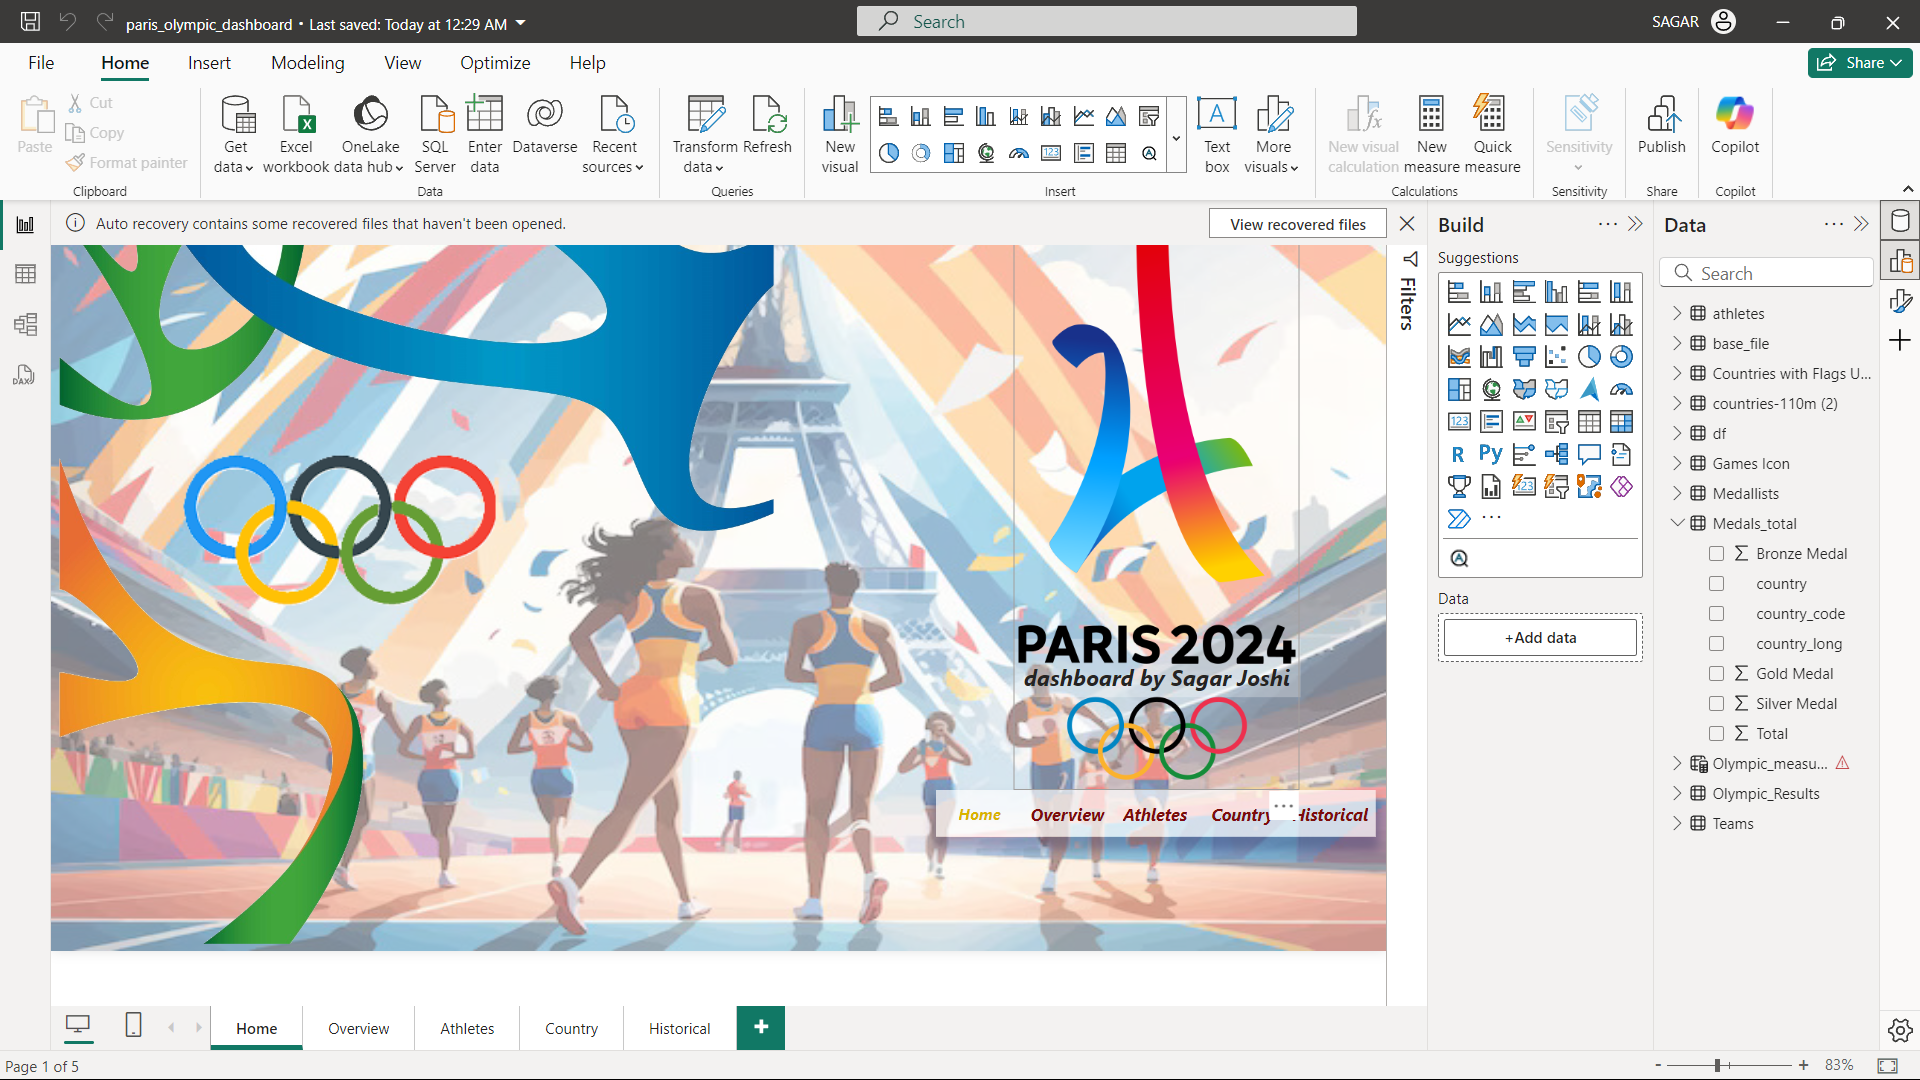 paris_olympic_dashboard • Last saved: Today at 12:29 AM
Search
SAGAR
File
Home
Insert
Modeling
View
Optimize
Help
Share
Paste
Cut
Copy
Format painter
Clipboard
Get data
Excel workbook
OneLake data hub
SQL Server
Enter data
Dataverse
Recent sources
Data
Transform data
Refresh
Queries
New visual
Text box
More visuals
Insert
New visual calculation
New measure
Quick measure
Calculations
Sensitivity
Sensitivity
Publish
Share
Copilot
Copilot
Auto recovery contains some recovered files that haven't been opened.
View recovered files
Filters
PARIS 2024
dashboard by Sagar Joshi
Home
Overview
Athletes
Country
Historical
Build
Suggestions
123
R
Py
123
Data
+Add data
Data
Search
athletes
base_file
Countries with Flags U...
countries-110m (2)
df
Games Icon
Medallists
Medals_total
Bronze Medal
country
country_code
country_long
Gold Medal
Silver Medal
Total
Olympic_measu...
Olympic_Results
Teams
DAX
Home
Overview
Athletes
Country
Historical
+
Page 1 of 5
- + 83%